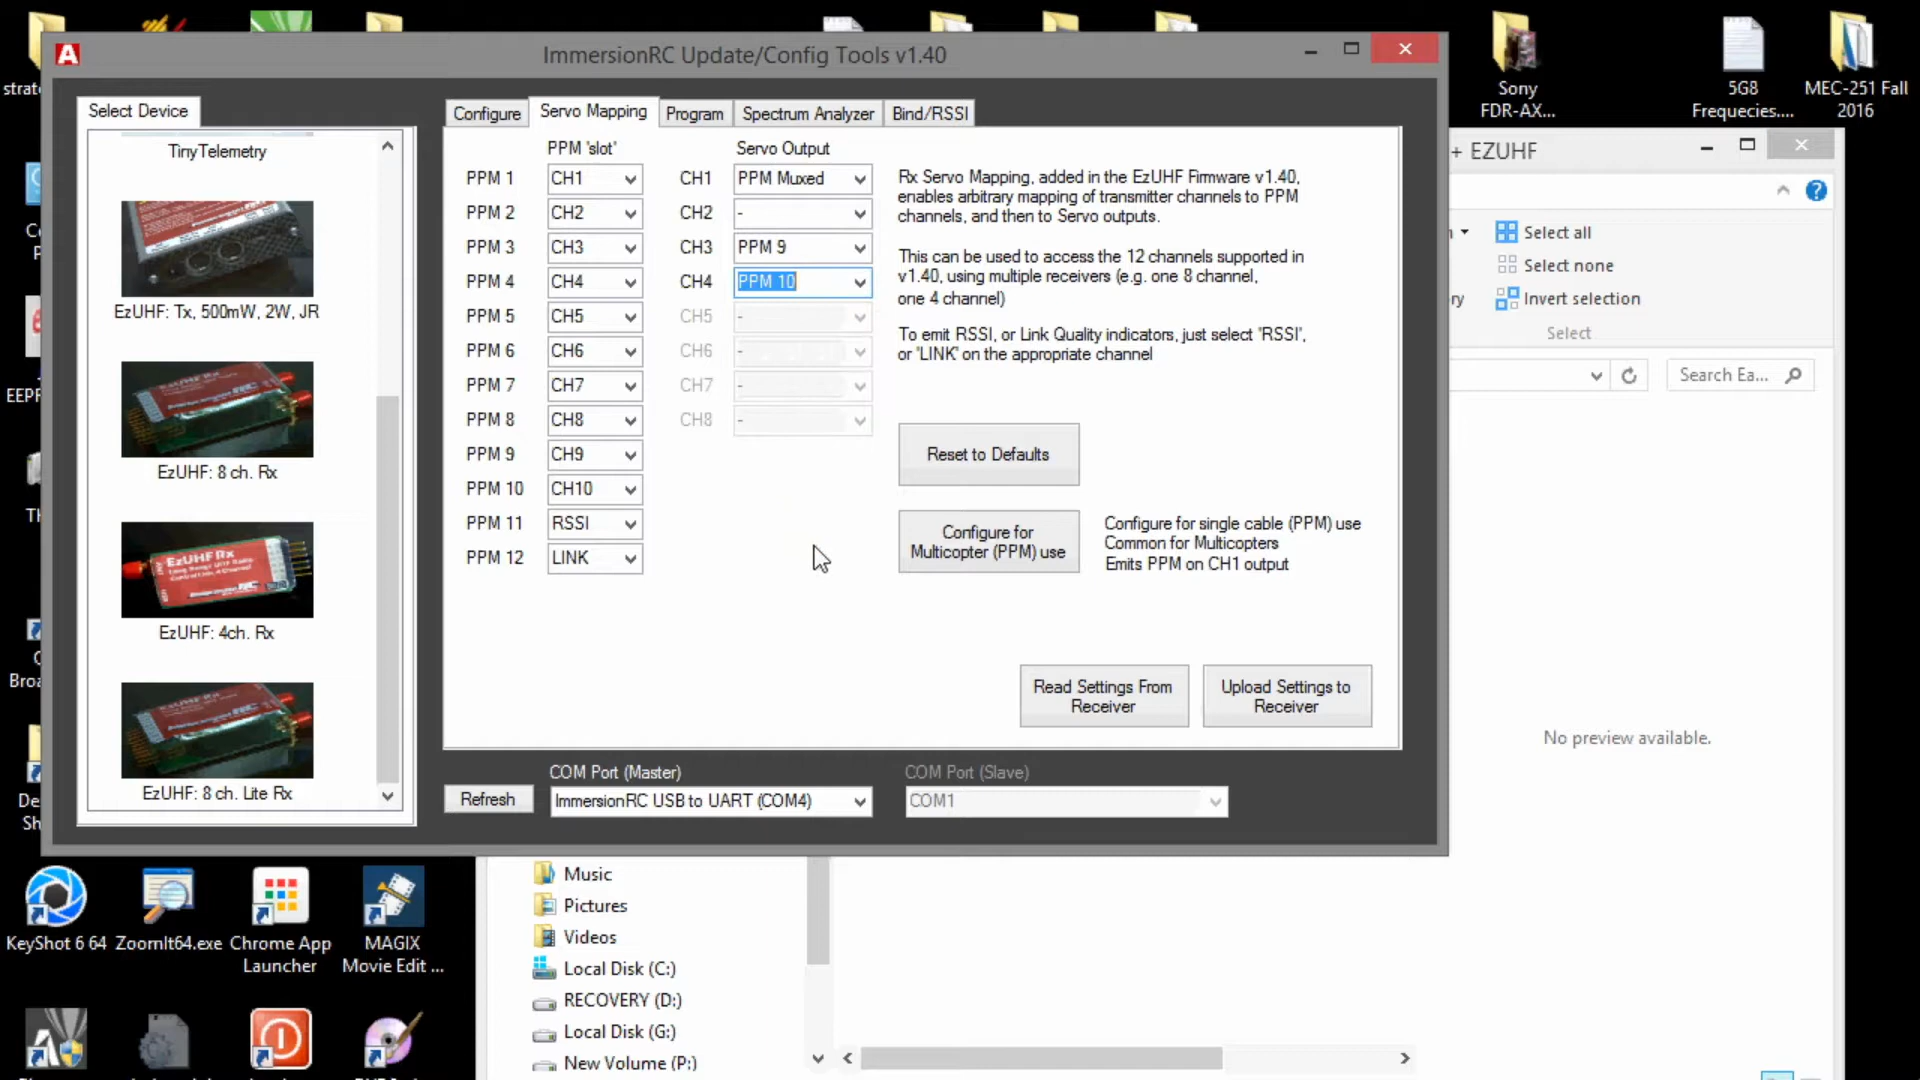 strate
Sony
FDR-AX...
5G8
Frequecies....
MEC-251 Fall
2016
A
ImmersionRC Update/Config Tools v1.40
Select Device
TinyTelemetry
EzUHF: Tx, 500mW, 2W, JR
EzUHF: 8 ch. Rx
EzUHF Rx
EzUHF: 4ch. Rx
EzUHF: 8 ch. Lite Rx
Configure
Servo Mapping
Program
Spectrum Analyzer
Bind/RSSI
PPM 'slot'
Servo Output
PPM 1 CH1 CH1 PPM Muxed
PPM 2 CH2 CH2 -
PPM 3 CH3 CH3 PPM 9
PPM 4 CH4 CH4 PPM 10
PPM 5 CH5 CH5 -
PPM 6 CH6 CH6 -
PPM 7 CH7 CH7 -
PPM 8 CH8 CH8 -
PPM 9 CH9
PPM 10 CH10
PPM 11 RSSI
PPM 12 LINK
Rx Servo Mapping, added in the EzUHF Firmware v1.40,
enables arbitrary mapping of transmitter channels to PPM
channels, and then to Servo outputs.
This can be used to access the 12 channels supported in
v1.40, using multiple receivers (e.g. one 8 channel,
one 4 channel)
To emit RSSI, or Link Quality indicators, just select 'RSSI',
or 'LINK' on the appropriate channel
Reset to Defaults
Configure for
Multicopter (PPM) use
Configure for single cable (PPM) use
Common for Multicopters
Emits PPM on CH1 output
Read Settings From
Receiver
Upload Settings to
Receiver
Refresh
COM Port (Master)
ImmersionRC USB to UART (COM4)
COM Port (Slave)
COM1
+ EZUHF
Select all
Select none
Invert selection
Select
Search Ea...
No preview available.
Music
Pictures
Videos
Local Disk (C:)
RECOVERY (D:)
Local Disk (G:)
New Volume (P:)
KeyShot 6 64
ZoomIt64.exe
Chrome App
Launcher
MAGIX
Movie Edit ...